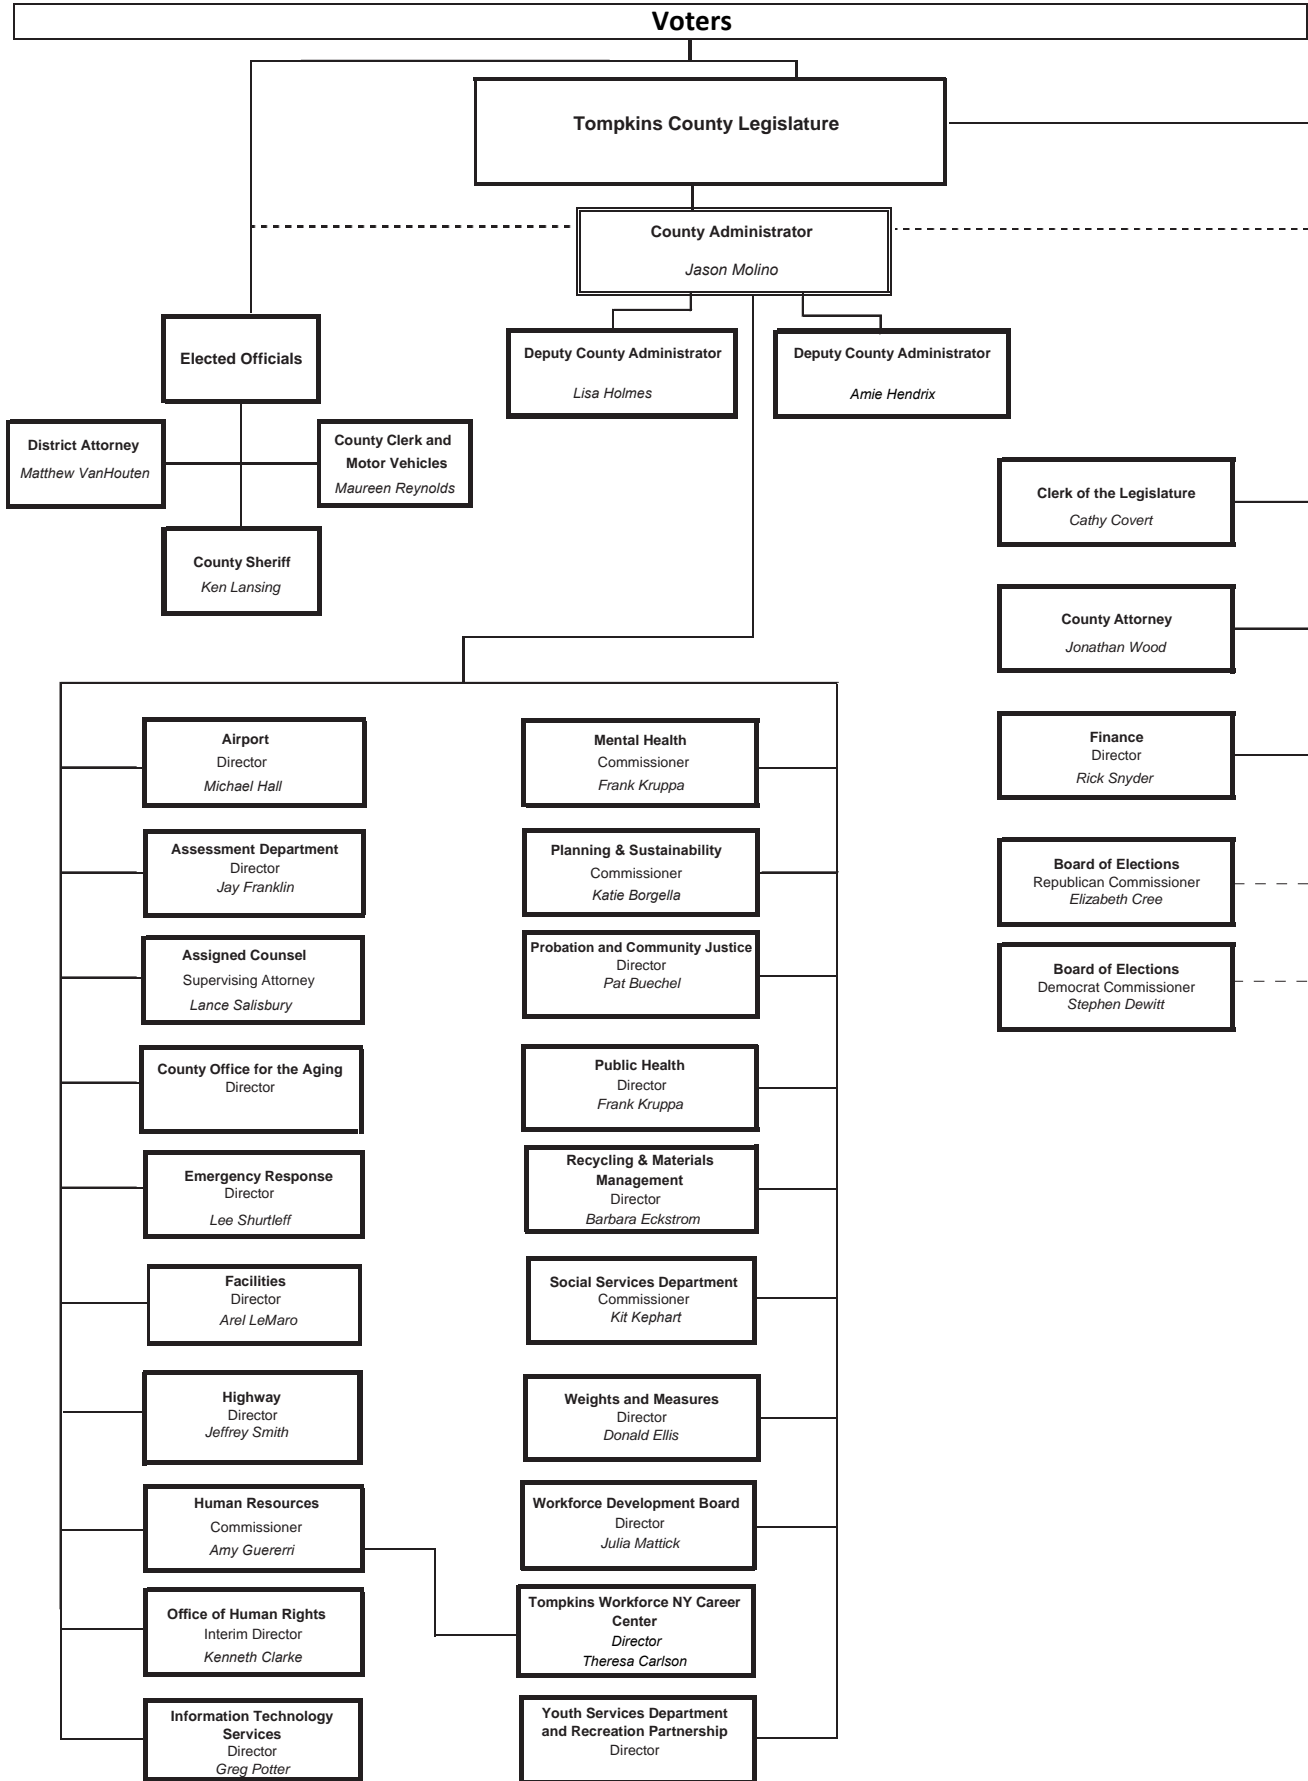 Voters
Tompkins County Legislature
County Administrator
Jason Molino
Elected Officials
Deputy County Administrator
Lisa Holmes
Deputy County Administrator
Amie Hendrix
District Attorney
Matthew VanHouten
County Clerk and
Motor Vehicles
Maureen Reynolds
County Sheriff
Ken Lansing
Clerk of the Legislature
Cathy Covert
County Attorney
Jonathan Wood
Finance
Director
Rick Snyder
Board of Elections
Republican Commissioner
Elizabeth Cree
Board of Elections
Democrat Commissioner
Stephen Dewitt
Airport
Director
Michael Hall
Assessment Department
Director
Jay Franklin
Assigned Counsel
Supervising Attorney
Lance Salisbury
County Office for the Aging
Director
Emergency Response
Director
Lee Shurtleff
Facilities
Director
Arel LeMaro
Highway
Director
Jeffrey Smith
Human Resources
Commissioner
Amy Guererri
Office of Human Rights
Interim Director
Kenneth Clarke
Information Technology
Services
Director
Greg Potter
Mental Health
Commissioner
Frank Kruppa
Planning & Sustainability
Commissioner
Katie Borgella
Probation and Community Justice
Director
Pat Buechel
Public Health
Director
Frank Kruppa
Recycling & Materials
Management
Director
Barbara Eckstrom
Social Services Department
Commissioner
Kit Kephart
Weights and Measures
Director
Donald Ellis
Workforce Development Board
Director
Julia Mattick
Tompkins Workforce NY Career
Center
Director
Theresa Carlson
Youth Services Department
and Recreation Partnership
Director